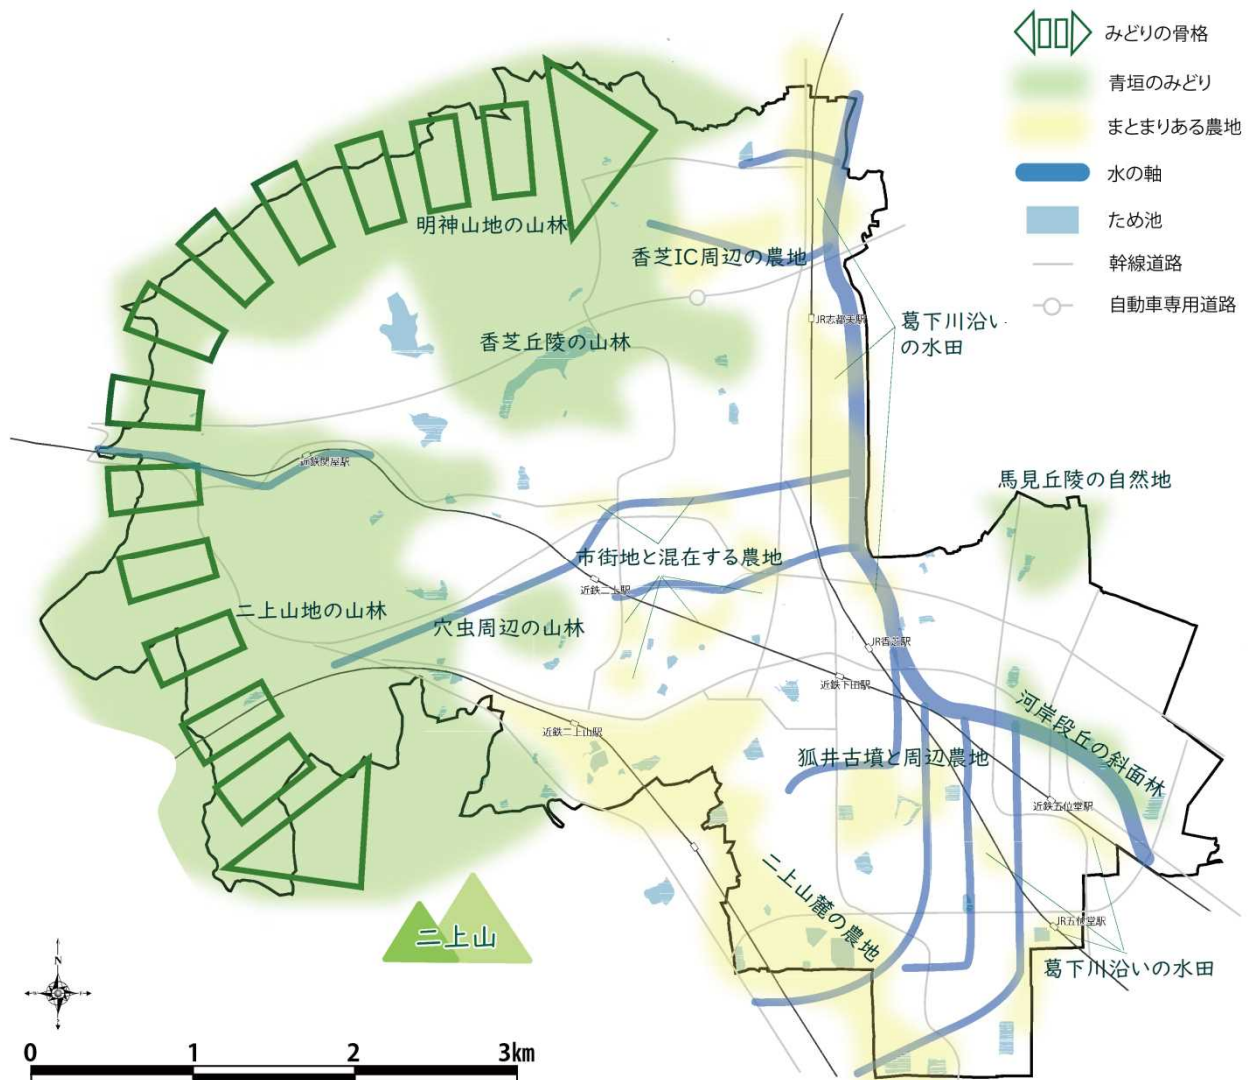 みどりの骨格
青垣のみどり
まとまりある農地
水の軸
ため池
幹線道路
自動車専用道路
明神山地の山林
香芝IC周辺の農地
JR志都美駅
葛下川沿い
の水田
香芝丘陵の山林
近鉄関屋駅
馬見丘陵の自然地
市街地と混在する農地
近鉄二上駅
二上山地の山林
穴虫周辺の山林
JR香芝駅
近鉄下田駅
河岸段丘の斜面林
近鉄二上山駅
狐井古墳と周辺農地
近鉄五位堂駅
二上山麓の農地
JR五位堂駅
二上山
葛下川沿いの水田
N
0 1 2 3km